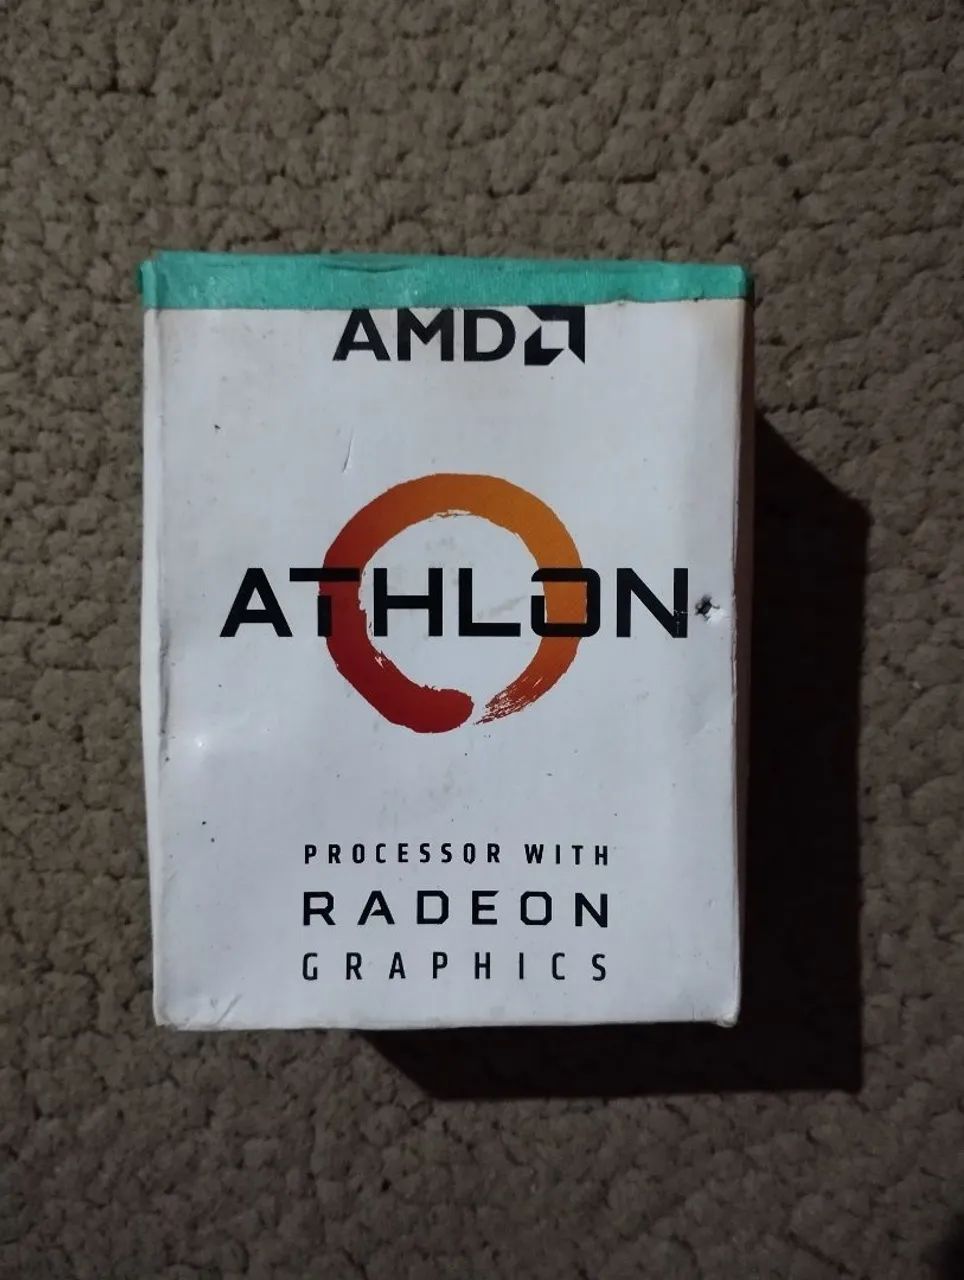 AMD
ATHLON
PROCESSOR WITH
RADEON
GRAPHICS